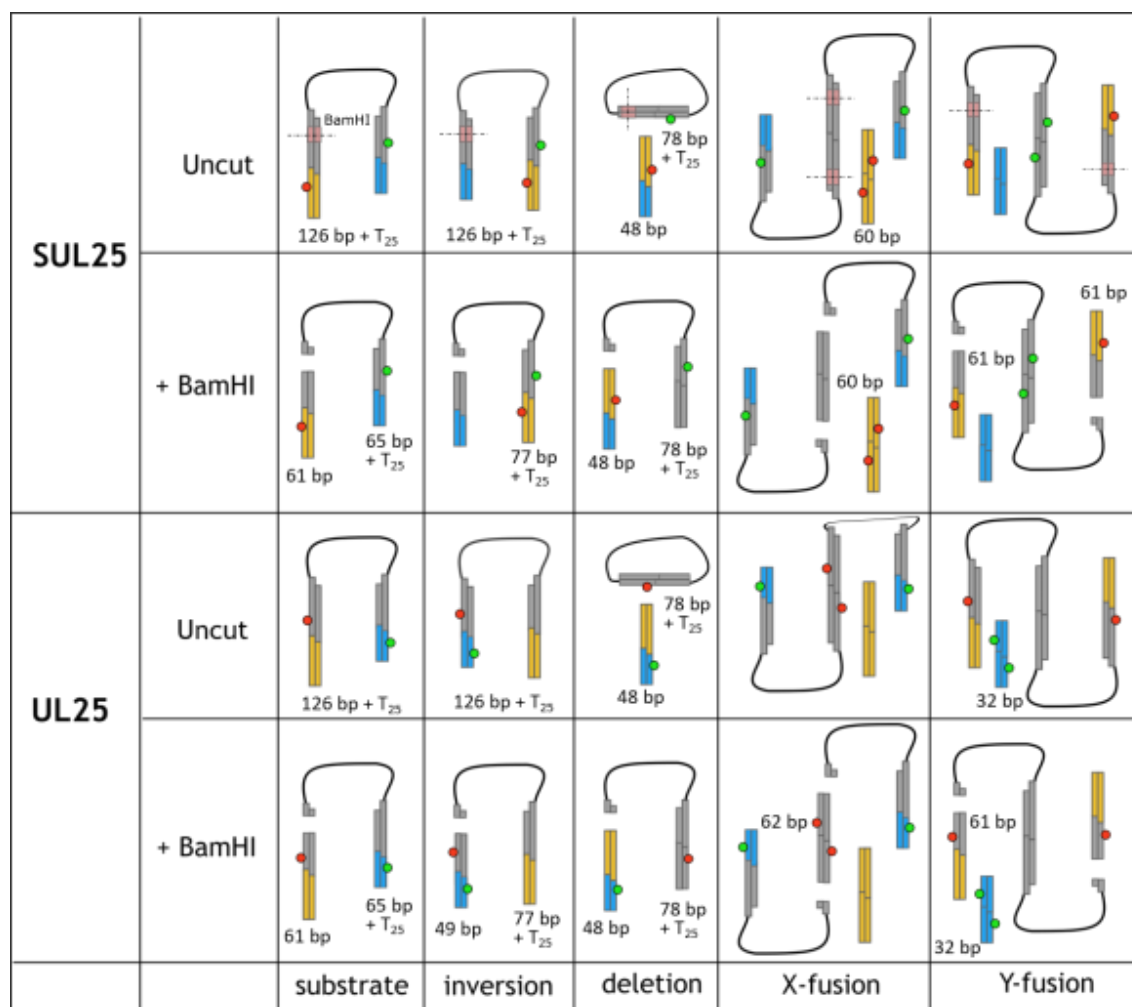 BamHI
78 bp
+ T25
Uncut
126 bp + T25
126 bp + T25
48 bp
60 bp
SUL25
61 bp
61 bp
+ BamHI
60 bp
65 bp
+ T25
61 bp
77 bp
+ T25
48 bp
78 bp
+ T25
78 bp
+ T25
Uncut
126 bp + T25
126 bp + T25
48 bp
32 bp
UL25
62 bp
61 bp
+ BamHI
61 bp
65 bp
+ T25
49 bp
77 bp
+ T25
48 bp
78 bp
+ T25
32 bp
substrate
inversion
deletion
X-fusion
Y-fusion